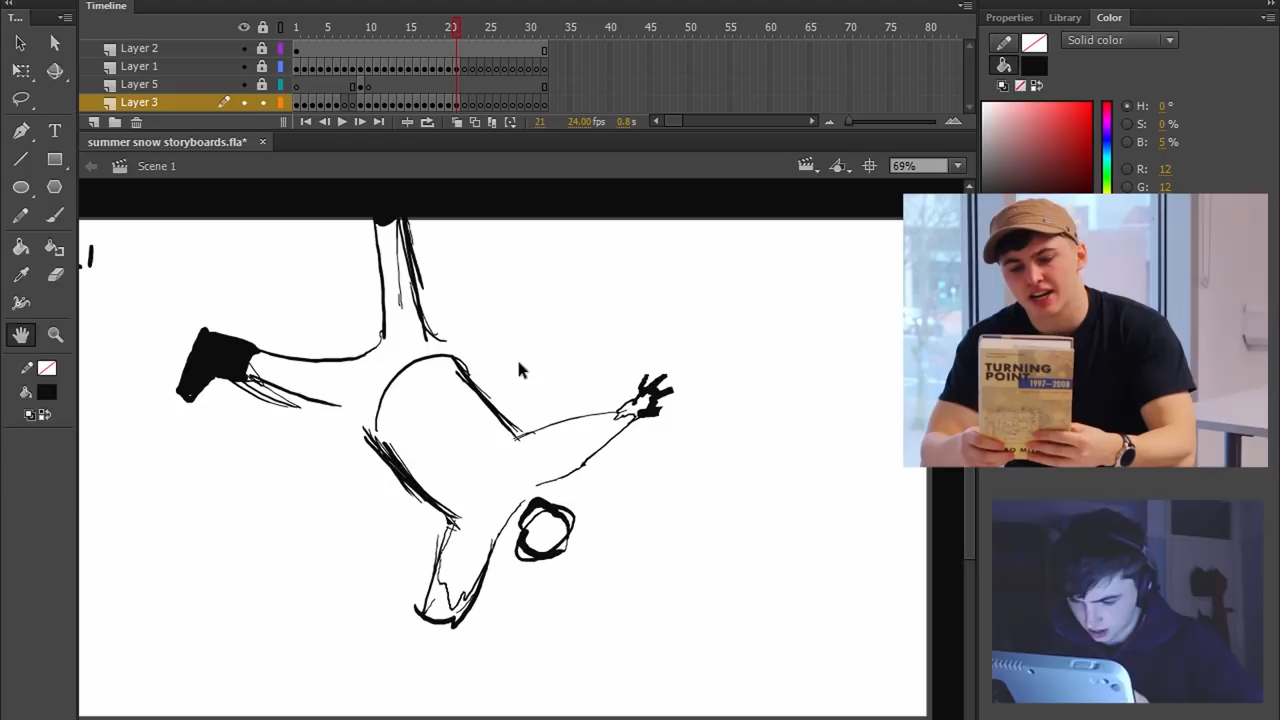 T...
Timeline
Properties
Library
Color
1 5 10 15 20 25 30 35 40 45 50 55 60 65 70 75 80
Solid color
Layer 2
Layer 1
Layer 5
Layer 3
21
24.00 fps
0.8 s
H: 0 °
S: 0 %
B: 5 %
R: 12
G: 12
summer snow storyboards.fla*
Scene 1
69%
TURNING
POINT
1997–2008